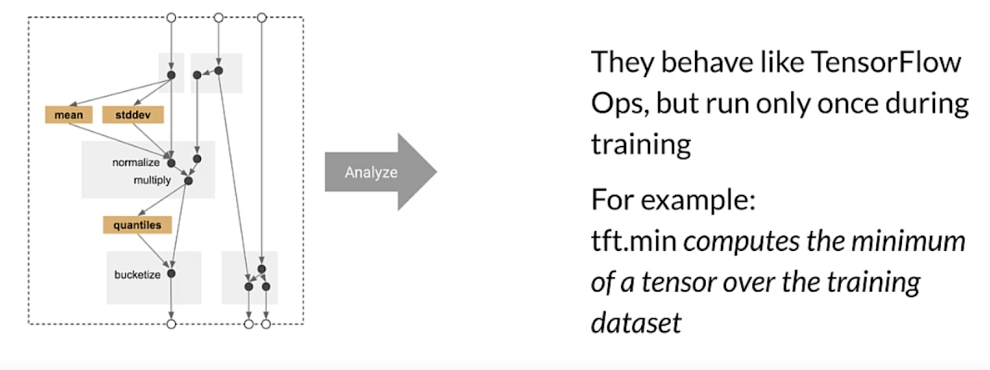 mean
stddev
normalize
multiply
quantiles
bucketize
Analyze
They behave like TensorFlow
Ops, but run only once during
training
For example:
tft.min computes the minimum
of a tensor over the training
dataset